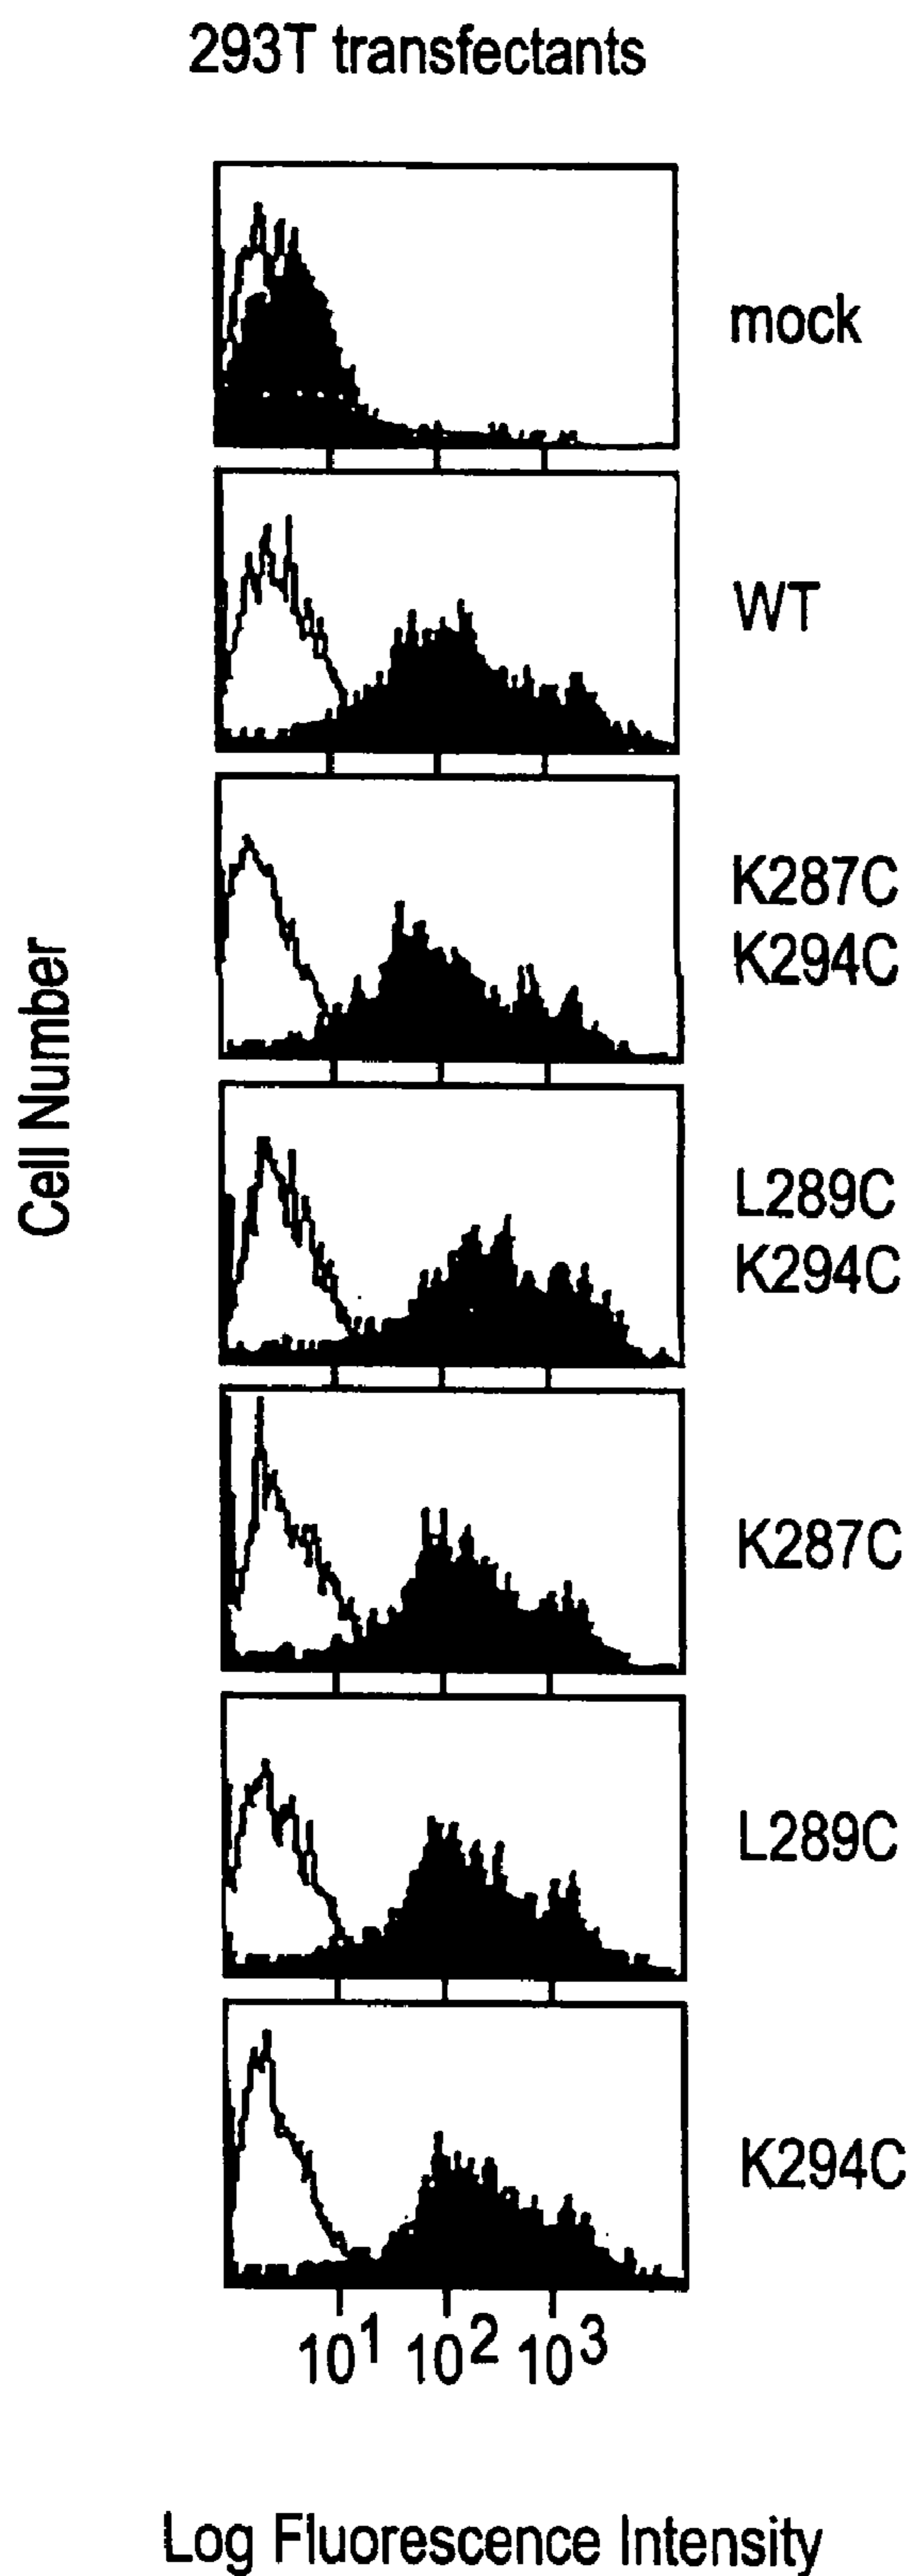 293T transfectants
mock
WT
K287C
K294C
Cell Number
L289C
K294C
K287C
L289C
K294C
10¹ 10² 10³
Log Fluorescence Intensity